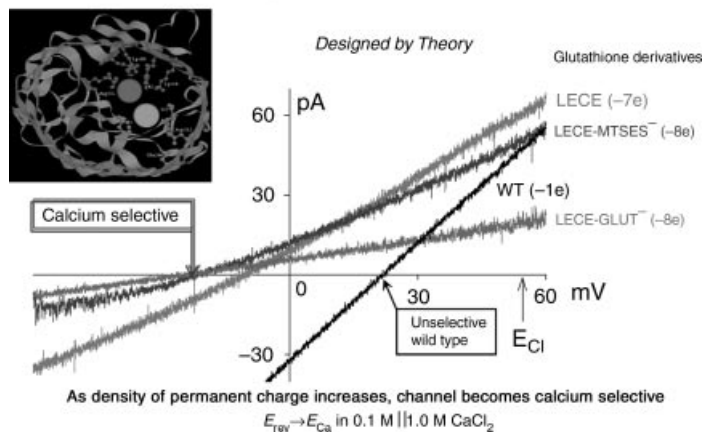 Designed by Theory
Glutathione derivatives
pA
60
LECE (−7e)
LECE-MTSES⁻ (−8e)
WT (−1e)
30
Calcium selective
LECE-GLUT⁻ (−8e)
0
30
60
mV
Unselective
wild type
E_Cl
−30
As density of permanent charge increases, channel becomes calcium selective
E_rev→E_Ca in 0.1 M ||1.0 M CaCl₂